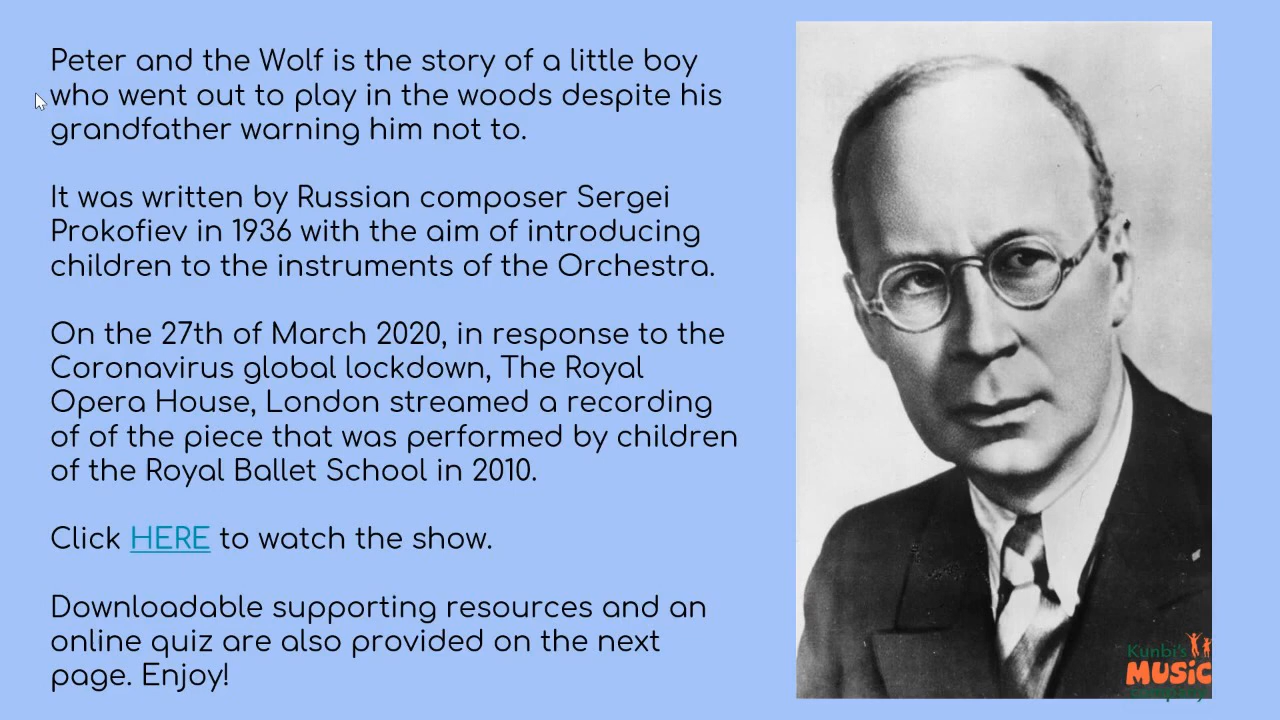 Peter and the Wolf is the story of a little boy
who went out to play in the woods despite his
grandfather warning him not to.
It was written by Russian composer Sergei
Prokofiev in 1936 with the aim of introducing
children to the instruments of the Orchestra.
On the 27th of March 2020, in response to the
Coronavirus global lockdown, The Royal
Opera House, London streamed a recording
of of the piece that was performed by children
of the Royal Ballet School in 2010.
Click HERE to watch the show.
Downloadable supporting resources and an
online quiz are also provided on the next
page. Enjoy!
Kunbi's
MUSIC